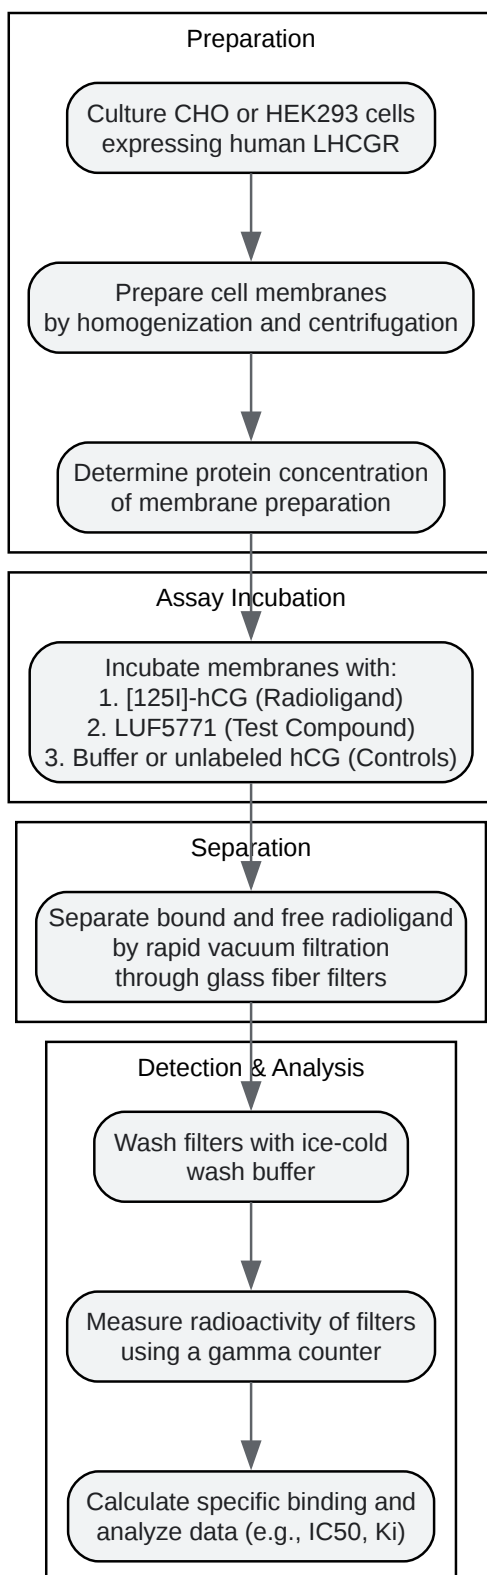 Preparation
Culture CHO or HEK293 cells
expressing human LHCGR
Prepare cell membranes
by homogenization and centrifugation
Determine protein concentration
of membrane preparation
Assay Incubation
Incubate membranes with:
1. [125I]-hCG (Radioligand)
2. LUF5771 (Test Compound)
3. Buffer or unlabeled hCG (Controls)
Separation
Separate bound and free radioligand
by rapid vacuum filtration
through glass fiber filters
Detection & Analysis
Wash filters with ice-cold
wash buffer
Measure radioactivity of filters
using a gamma counter
Calculate specific binding and
analyze data (e.g., IC50, Ki)